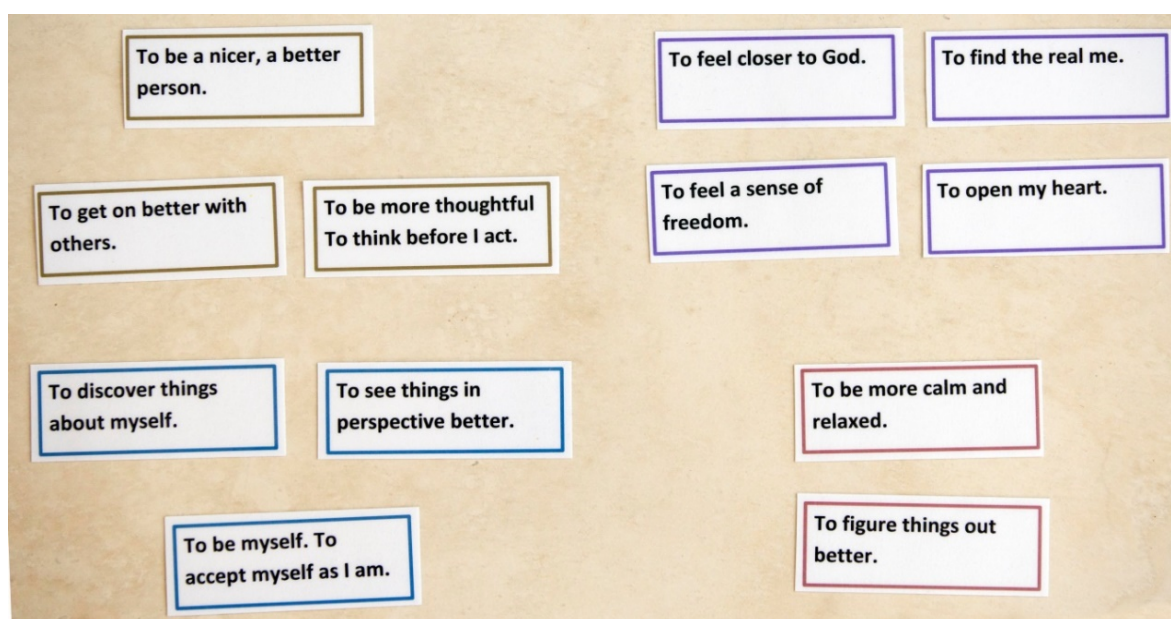 To be a nicer, a better
person.
To get on better with
others.
To be more thoughtful
To think before I act.
To feel closer to God.
To find the real me.
To feel a sense of
freedom.
To open my heart.
To discover things
about myself.
To see things in
perspective better.
To be myself. To
accept myself as I am.
To be more calm and
relaxed.
To figure things out
better.